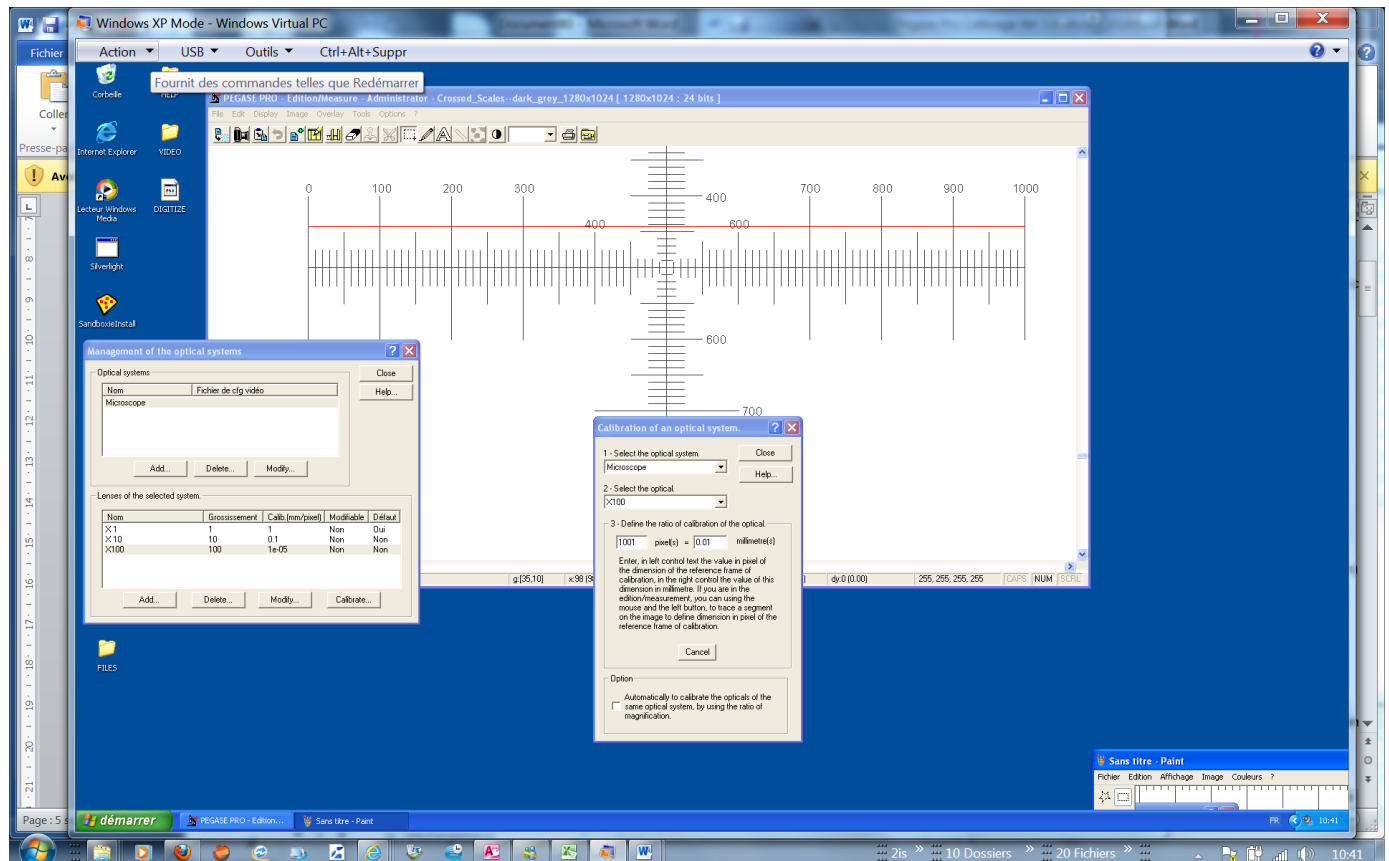 Windows XP Mode - Windows Virtual PC
Action USB Outils Ctrl+Alt+Suppr
Fournit des commandes telles que Redémarrer
Fichier
Coller
Presse-pa
Av
Corbeille
Internet Explorer
VIDEO
Lecteur Windows Media
DIGITIZE
Silverlight
SandboxieInstall
FILES
PEGASE PRO - Edition/Measure - Administrator - Crossed_Scales--dark_grey_1280x1024 [ 1280x1024 : 24 bits ]
File Edit Display Image Overlay Tools Options ?
0 100 200 300 400 700 800 900 1000
400 600
600
700
g:[35,10]
dy:0 (0.00) 255, 255, 255, 255 CAPS NUM SCRL
Management of the optical systems
Optical systems
Close
Help...
Nom Fichier de cfg vidéo
Microscope
Add... Delete... Modify...
Lenses of the selected system.
Nom Grossissement Calib.(mm/pixel) Modifiable Défaut
X 1 1 1 Non Oui
X 10 10 0.1 Non Non
X100 100 1e-05 Non Non
Add... Delete... Modify... Calibrate...
Calibration of an optical system.
1 - Select the optical system.
Close
Microscope
Help...
2 - Select the optical.
X100
3 - Define the ratio of calibration of the optical.
1001 pixel(s) = 0.01 millimetre(s)
Enter, in left control text the value in pixel of
the dimension of the reference frame of
calibration, in the right control the value of this
dimension in millimetre. If you are in the
edition/measurement, you can using the
mouse and the left button, to trace a segment
on the image to define dimension in pixel of the
reference frame of calibration.
Cancel
Option
Automatically to calibrate the opticals of the
same optical system, by using the ratio of
magnification.
Sans titre - Paint
Fichier Edition Affichage Image Couleurs ?
Page : 5 s
démarrer PEGASE PRO - Edition... Sans titre - Paint FR 10:41
2is » 10 Dossiers » 20 Fichiers » 10:41